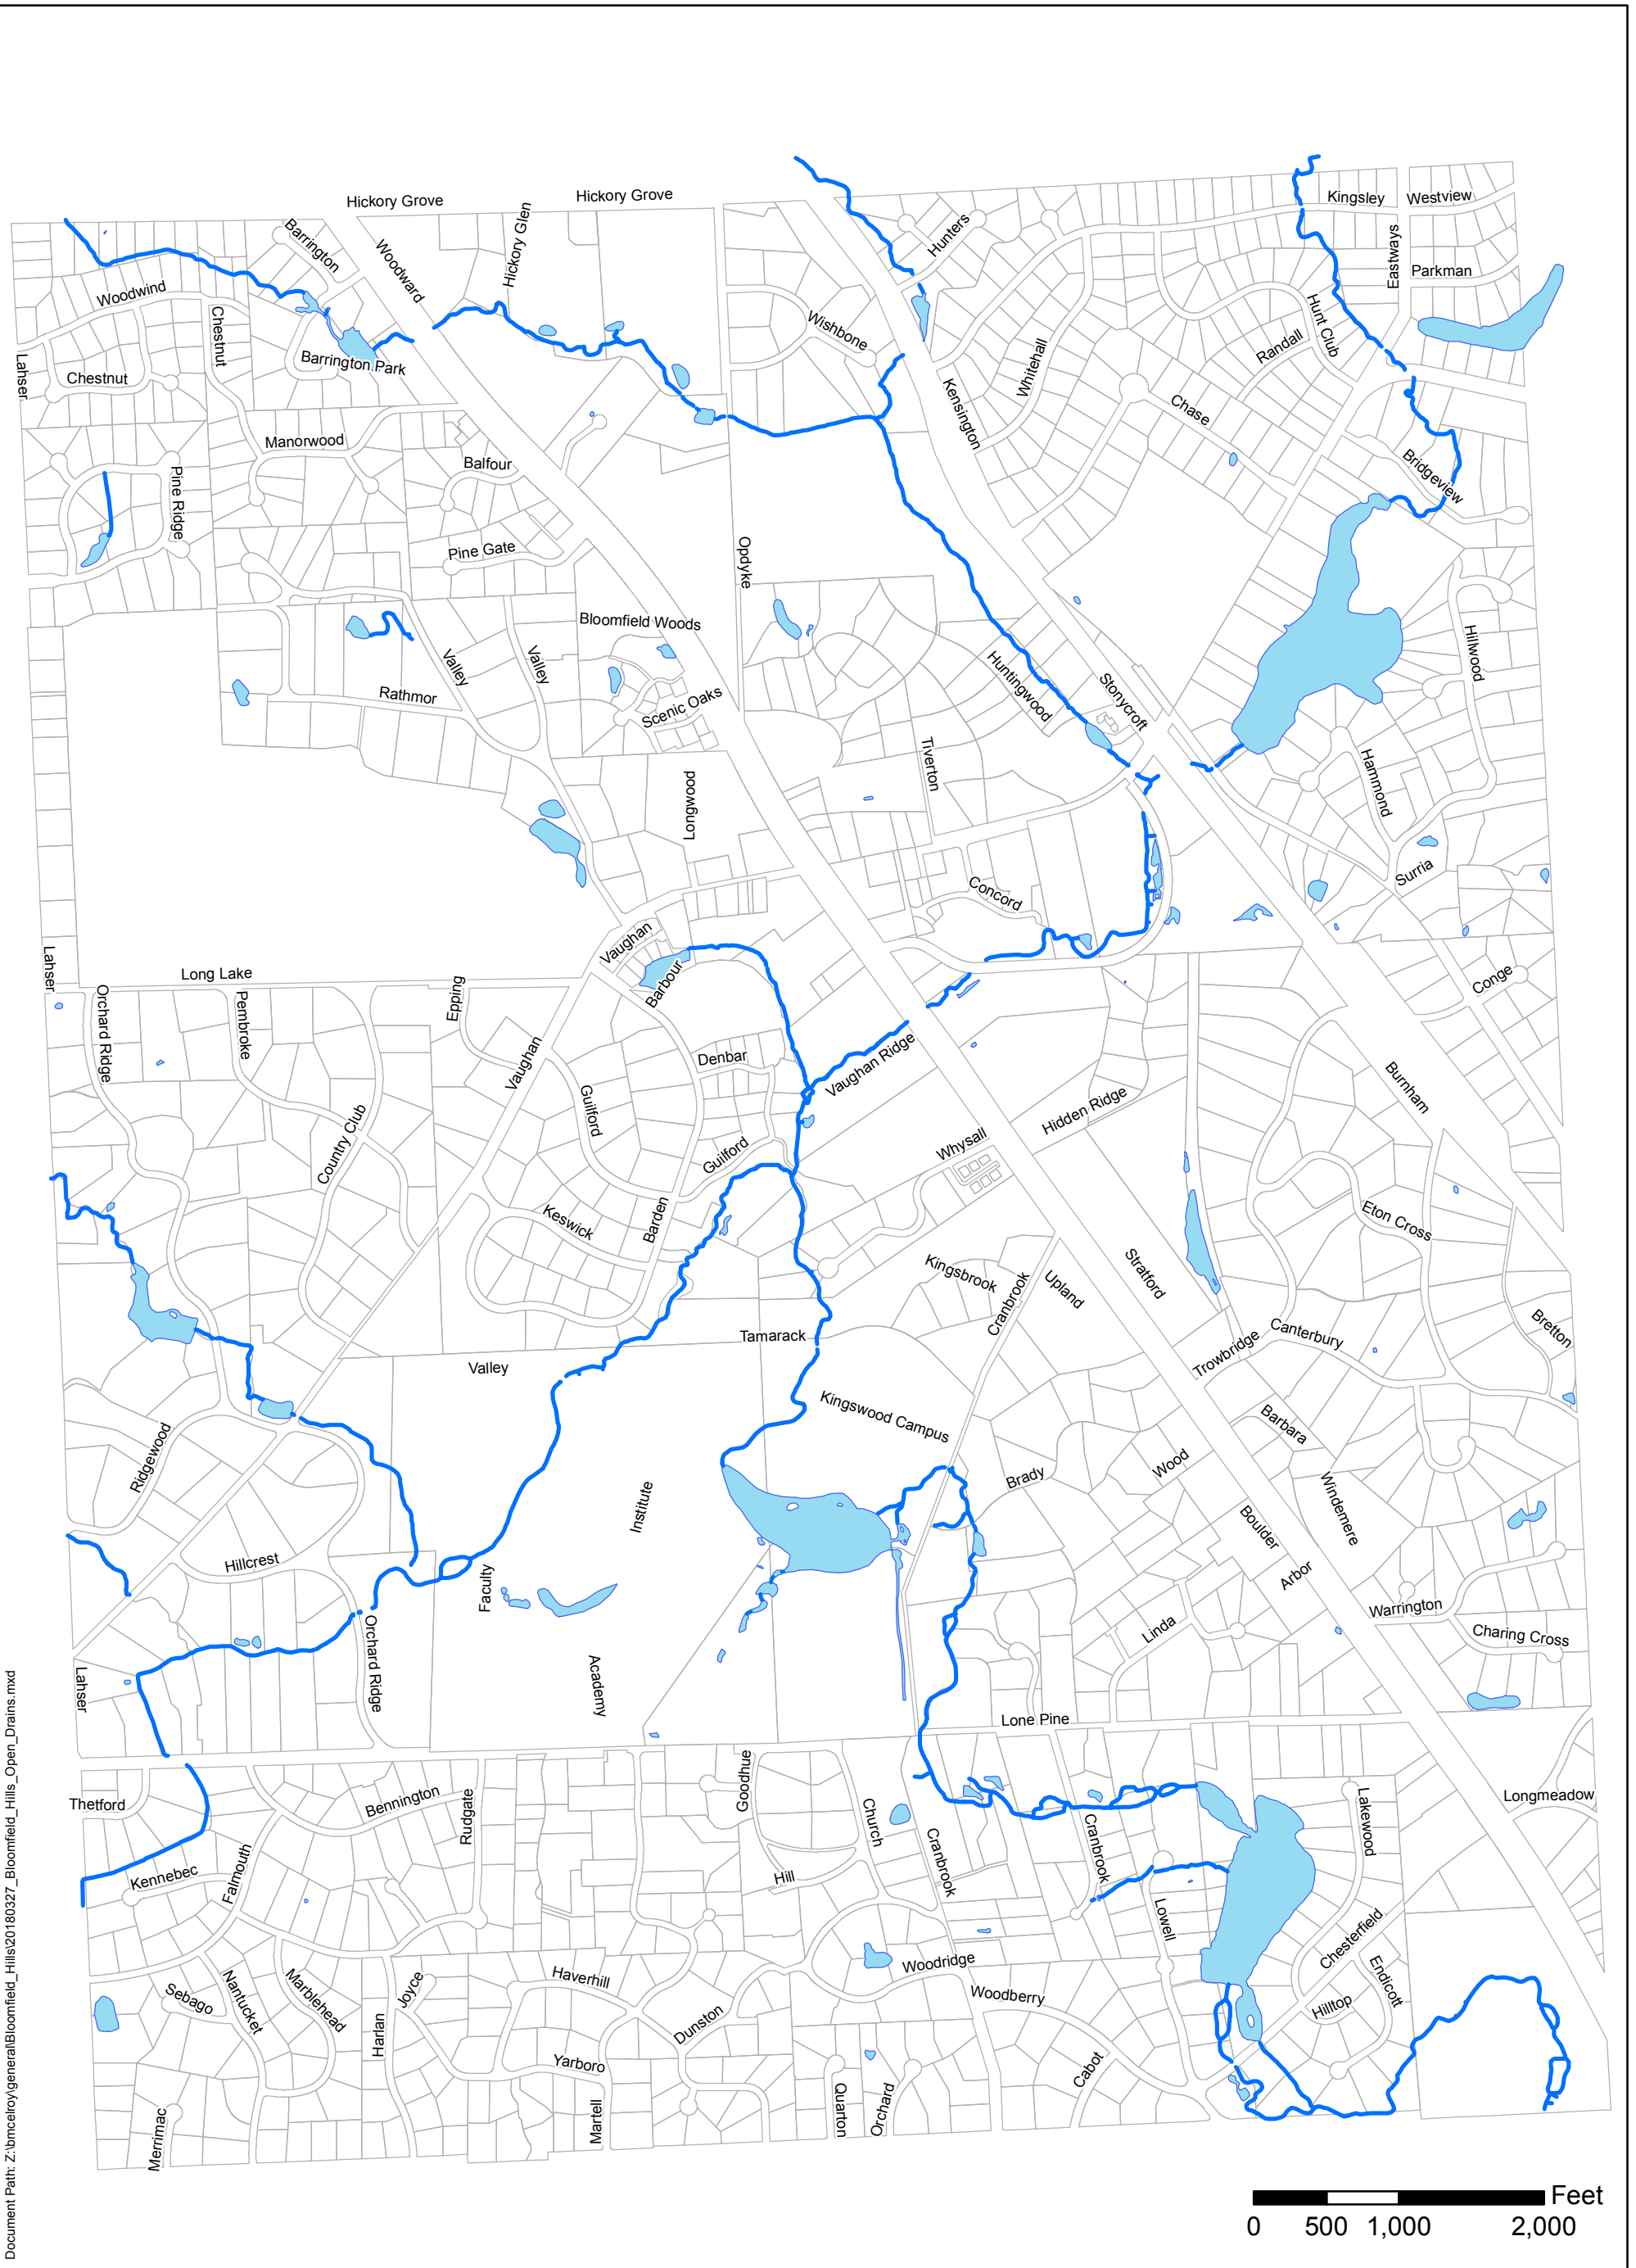 Hickory Grove
Hickory Grove
Kingsley
Westview
Barrington
Hickory Glen
Hunters
Woodward
Eastways
Parkman
Woodwind
Chestnut
Wishbone
Hunt Club
Randall
Lahser
Chestnut
Barrington Park
Whitehall
Kensington
Chase
Manorwood
Balfour
Pine Ridge
Bridgeview
Pine Gate
Opdyke
Bloomfield Woods
Valley
Valley
Rathmor
Scenic Oaks
Huntingwood
Stonycroft
Hillwood
Tiverton
Hammond
Longwood
Surria
Concord
Vaughan
Lahser
Long Lake
Barbour
Conge
Orchard Ridge
Pembroke
Epping
Vaughan
Denbar
Vaughan Ridge
Burnham
Guilford
Hidden Ridge
Country Club
Guilford
Whysall
Keswick
Barden
Eton Cross
Kingsbrook
Cranbrook
Upland
Stratford
Tamarack
Trowbridge
Canterbury
Bretton
Valley
Kingswood Campus
Barbara
Ridgewood
Institute
Brady
Wood
Windemere
Boulder
Hillcrest
Faculty
Arbor
Warrington
Orchard Ridge
Linda
Charing Cross
Lahser
Academy
Lone Pine
Thetford
Bennington
Rudgate
Goodhue
Church
Cranbrook
Cranbrook
Lakewood
Longmeadow
Kennebec
Falmouth
Hill
Lowell
Chesterfield
Sebago
Nantucket
Marblehead
Joyce
Harlan
Haverhill
Woodridge
Woodberry
Endicott
Hilltop
Dunston
Yarboro
Cabot
Merrimac
Martell
Quarton
Orchard
Feet
0 500 1,000 2,000
Document Path: Z:\bmcelroy\general\Bloomfield_Hills\20180327_Bloomfield_Hills_Open_Drains.mxd